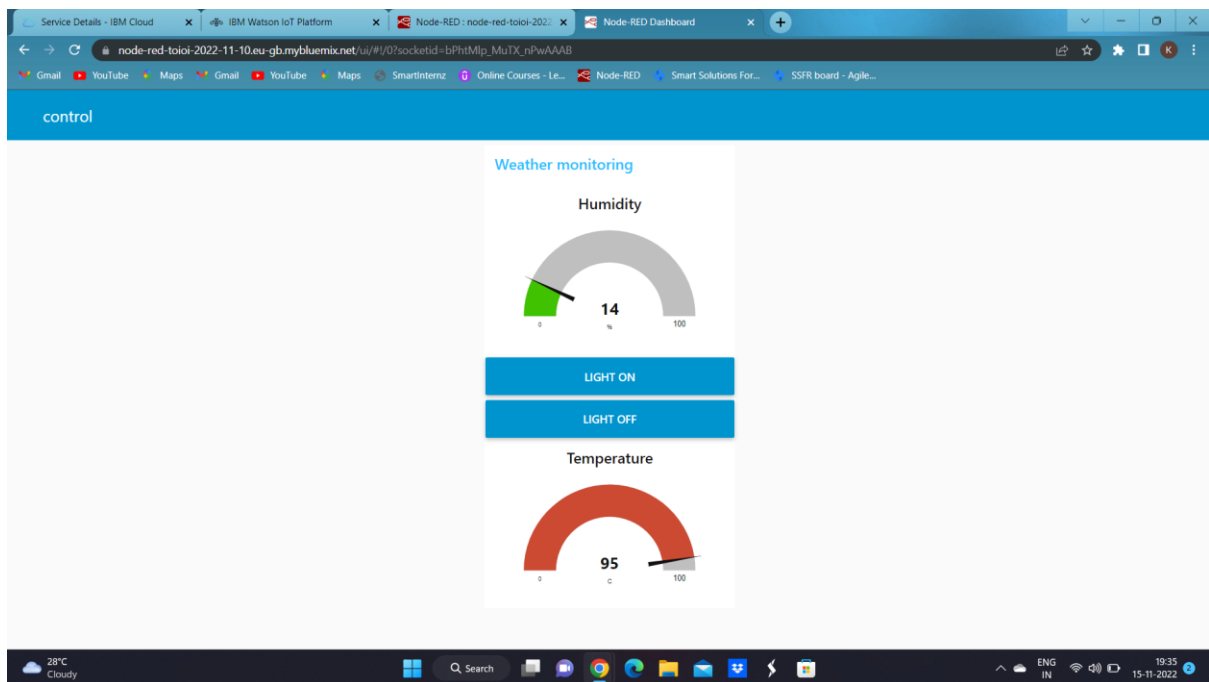 Service Details - IBM Cloud
IBM Watson IoT Platform
Node-RED : node-red-toioi-2022
Node-RED Dashboard
node-red-toioi-2022-11-10.eu-gb.mybluemix.net/ui/#!/0?socketid=bPhtMlp_MuTX_nPwAAAB
K
Gmail YouTube Maps Gmail YouTube Maps SmartInternz Online Courses - Le... Node-RED Smart Solutions For... SSFR board - Agile...
control
Weather monitoring
Humidity
14
%
0 100
LIGHT ON
LIGHT OFF
Temperature
95
C
0 100
28°C
Cloudy
Search
ENG
IN
19:35
15-11-2022
2